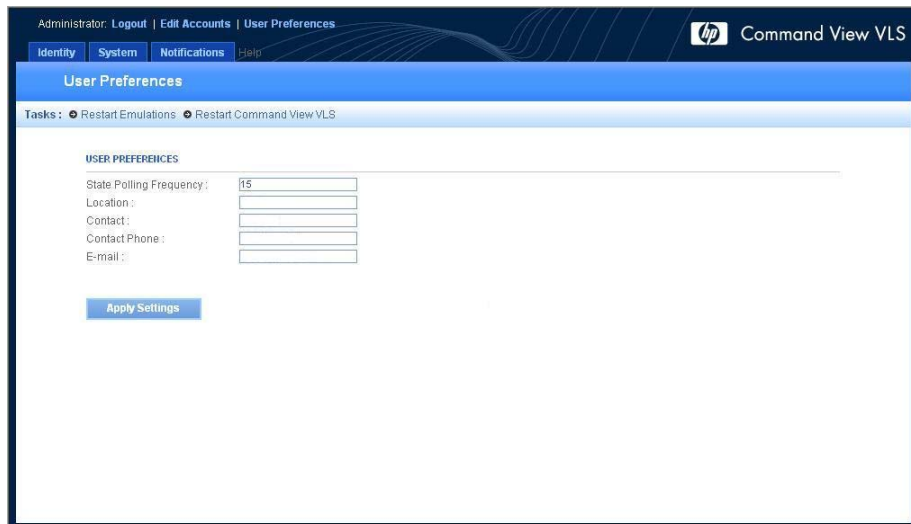 Administrator: Logout | Edit Accounts | User Preferences
hp Command View VLS
Identity System Notifications Help
User Preferences
Tasks : Restart Emulations Restart Command View VLS
USER PREFERENCES
State Polling Frequency : 15
Location :
Contact :
Contact Phone :
E-mail :
Apply Settings